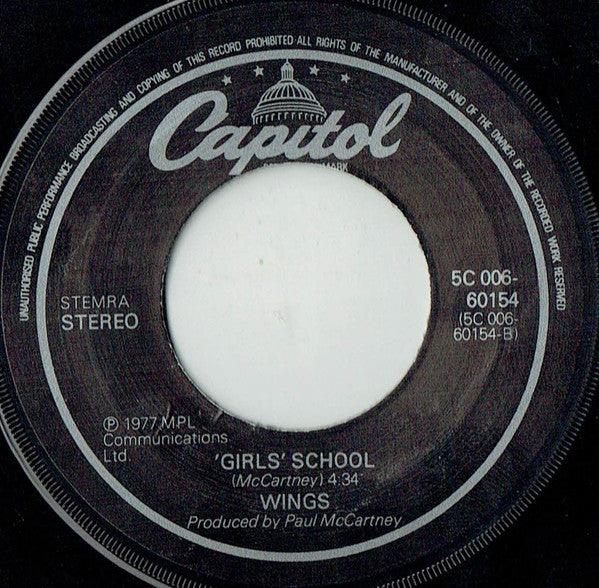 UNAUTHORISED PUBLIC PERFORMANCE BROADCASTING AND COPYING OF THIS RECORD PROHIBITED·ALL RIGHTS OF THE MANUFACTURER AND OF THE OWNER OF THE RECORDED WORK RESERVED
Capitol
MARK
STEMRA
STEREO
5C 006-
60154
(5C 006-
60154-B)
℗ 1977 MPL
Communications
Ltd.
'GIRLS' SCHOOL
(McCartney) 4:34
WINGS
Produced by Paul McCartney